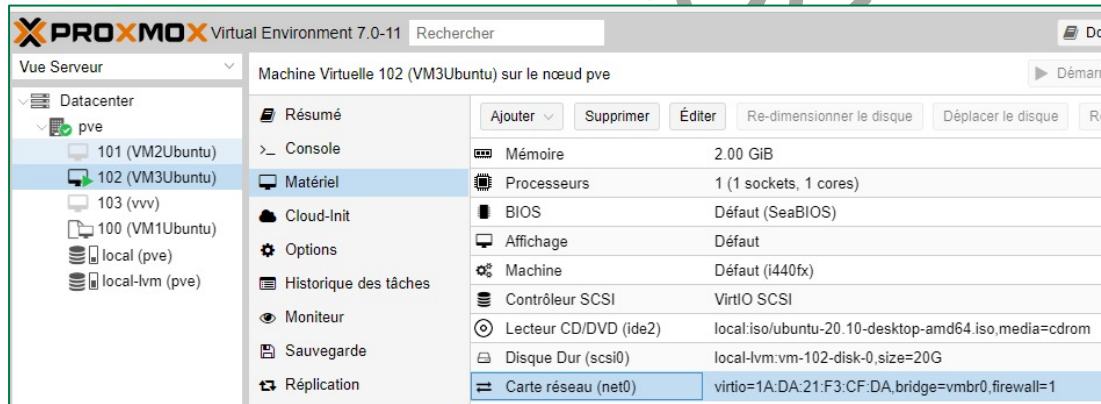 PROXMOX Virtual Environment 7.0-11 Rechercher
Vue Serveur
Datacenter
pve
101 (VM2Ubuntu)
102 (VM3Ubuntu)
103 (vvv)
100 (VM1Ubuntu)
local (pve)
local-lvm (pve)
Machine Virtuelle 102 (VM3Ubuntu) sur le nœud pve
Résumé
Console
Matériel
Cloud-Init
Options
Historique des tâches
Moniteur
Sauvegarde
Réplication
Ajouter Supprimer Éditer Re-dimensionner le disque Déplacer le disque
Mémoire 2.00 GiB
Processeurs 1 (1 sockets, 1 cores)
BIOS Défaut (SeaBIOS)
Affichage Défaut
Machine Défaut (i440fx)
Contrôleur SCSI VirtIO SCSI
Lecteur CD/DVD (ide2) local:iso/ubuntu-20.10-desktop-amd64.iso,media=cdrom
Disque Dur (scsi0) local-lvm:vm-102-disk-0,size=20G
Carte réseau (net0) virtio=1A:DA:21:F3:CF:DA,bridge=vmbr0,firewall=1